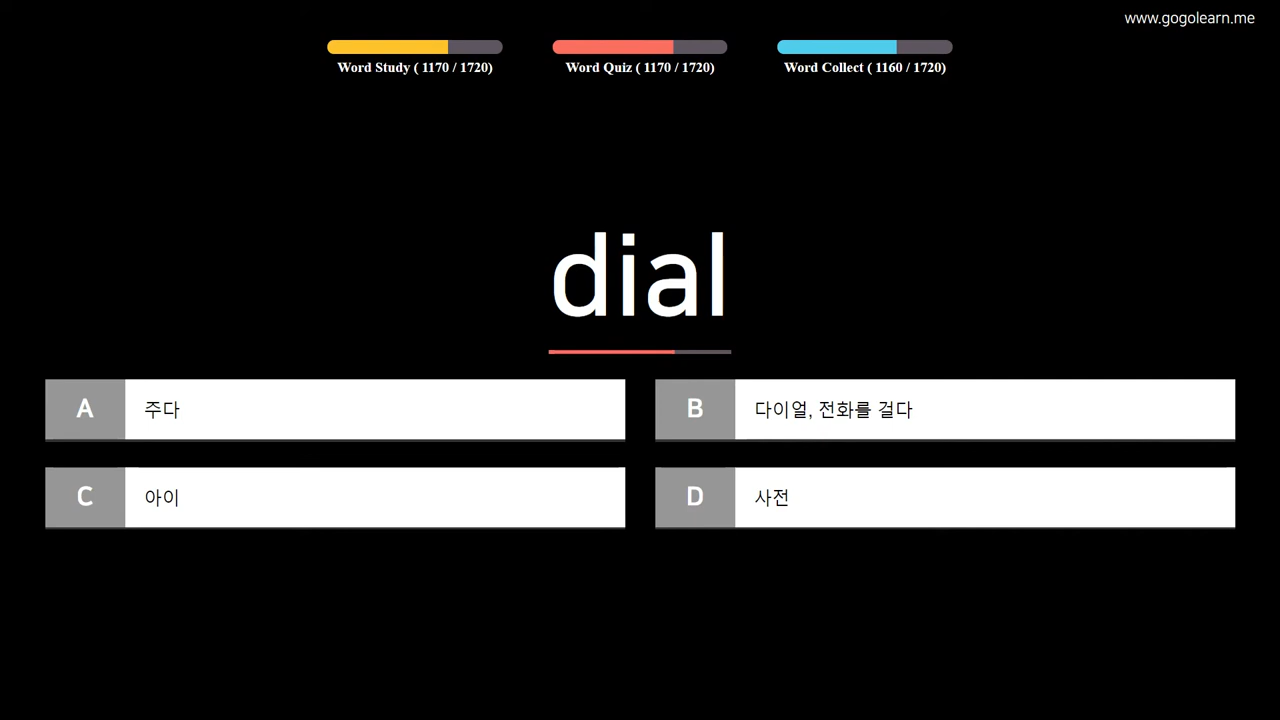 www.gogolearn.me
Word Study ( 1170 / 1720)
Word Quiz ( 1170 / 1720)
Word Collect ( 1160 / 1720)
dial
A 주다
B 다이얼, 전화를 걸다
C 아이
D 사전